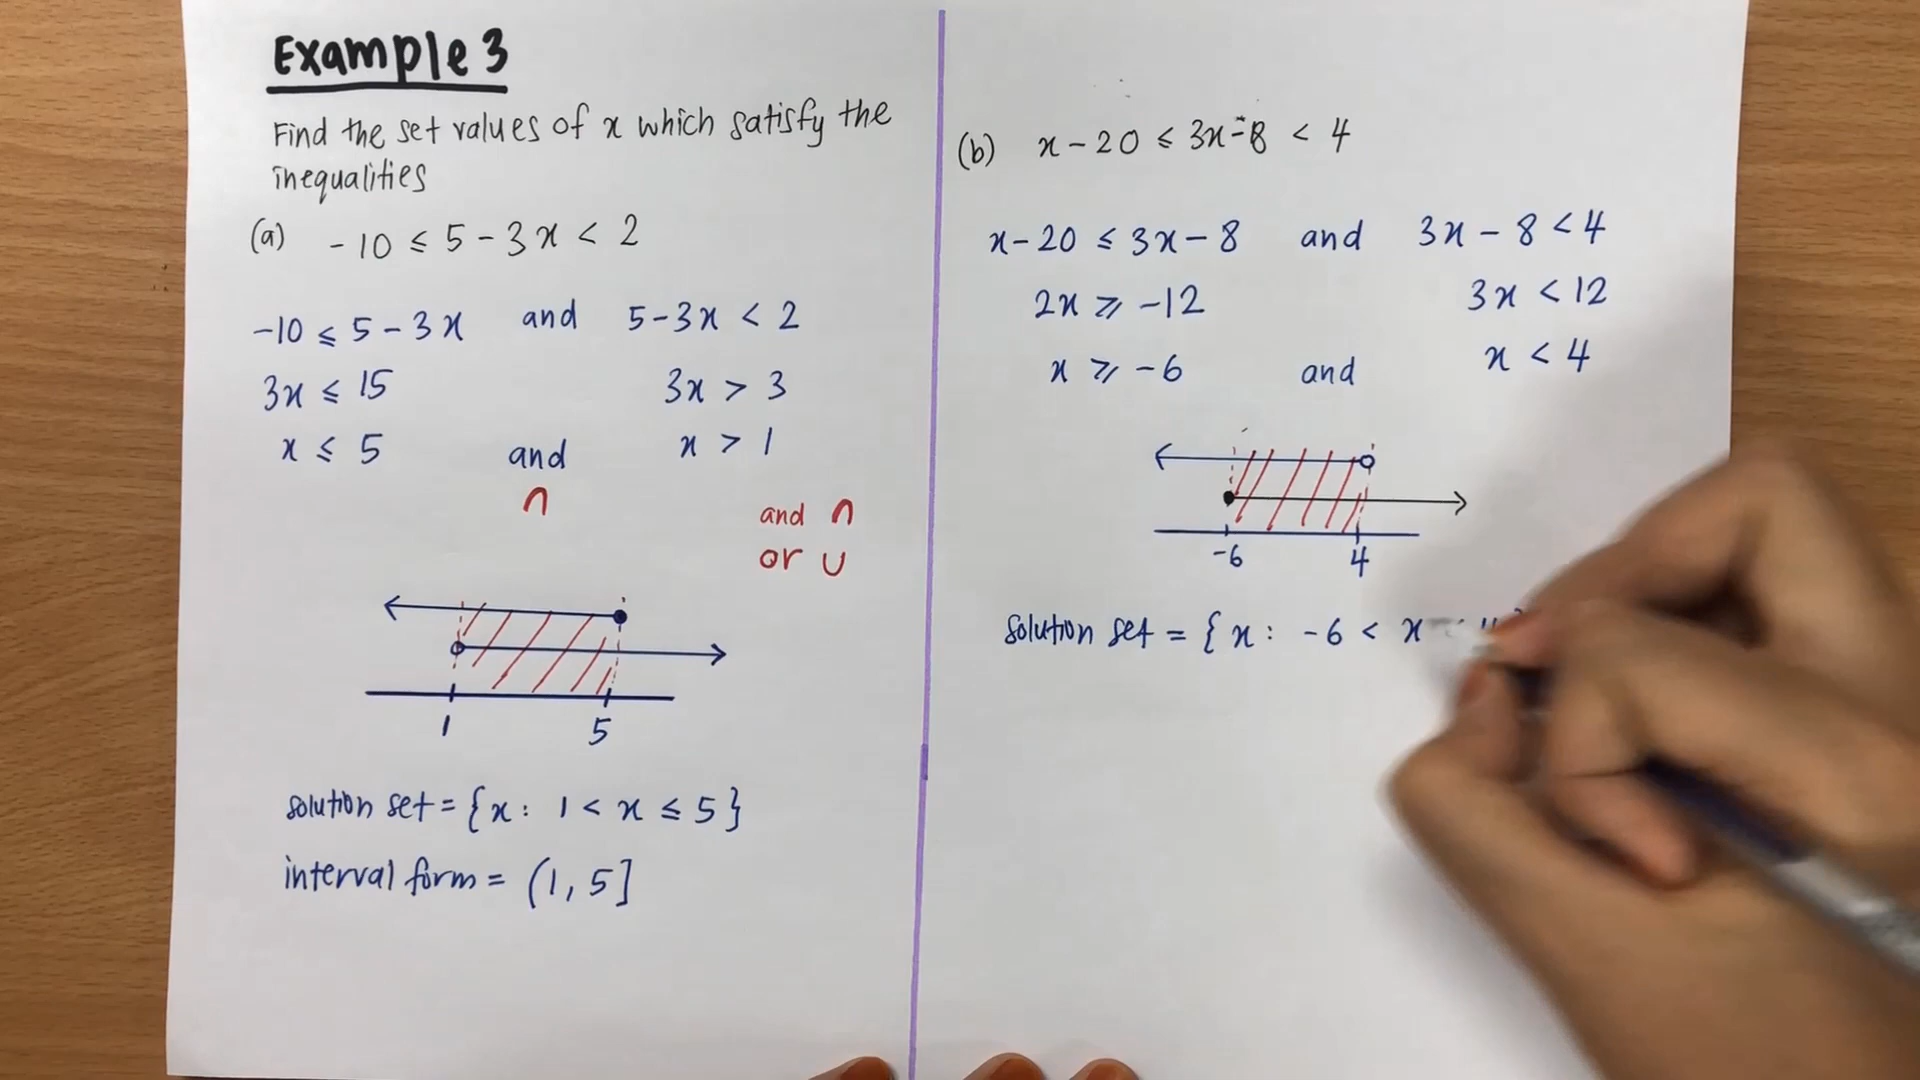 Example 3
Find the set values of x which satisfy the
inequalities
(a) -10 ≤ 5 - 3x < 2
-10 ≤ 5 - 3x and 5 - 3x < 2
3x ≤ 15 3x > 3
x ≤ 5 and x > 1
∩
and ∩
or ∪
1 5
solution set = {x: 1 < x ≤ 5}
interval form = (1, 5]
(b) x - 20 ≤ 3x - 8 < 4
x - 20 ≤ 3x - 8 and 3x - 8 < 4
2x ≥ -12 3x < 12
x ≥ -6 and x < 4
-6 4
solution set = {x: -6 < x